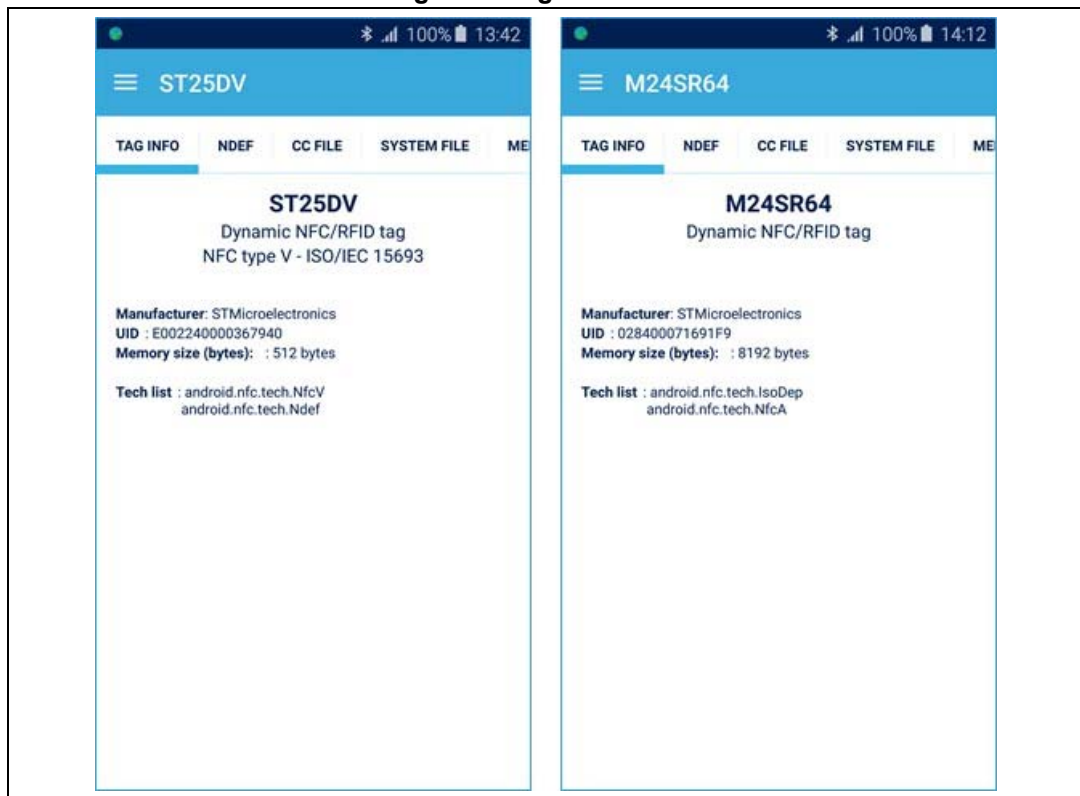 100% 13:42
ST25DV
TAG INFO NDEF CC FILE SYSTEM FILE ME
ST25DV
Dynamic NFC/RFID tag
NFC type V - ISO/IEC 15693
Manufacturer: STMicroelectronics
UID : E002240000367940
Memory size (bytes): : 512 bytes
Tech list : android.nfc.tech.NfcV
android.nfc.tech.Ndef
100% 14:12
M24SR64
TAG INFO NDEF CC FILE SYSTEM FILE ME
M24SR64
Dynamic NFC/RFID tag
Manufacturer: STMicroelectronics
UID : 028400071691F9
Memory size (bytes): : 8192 bytes
Tech list : android.nfc.tech.IsoDep
android.nfc.tech.NfcA